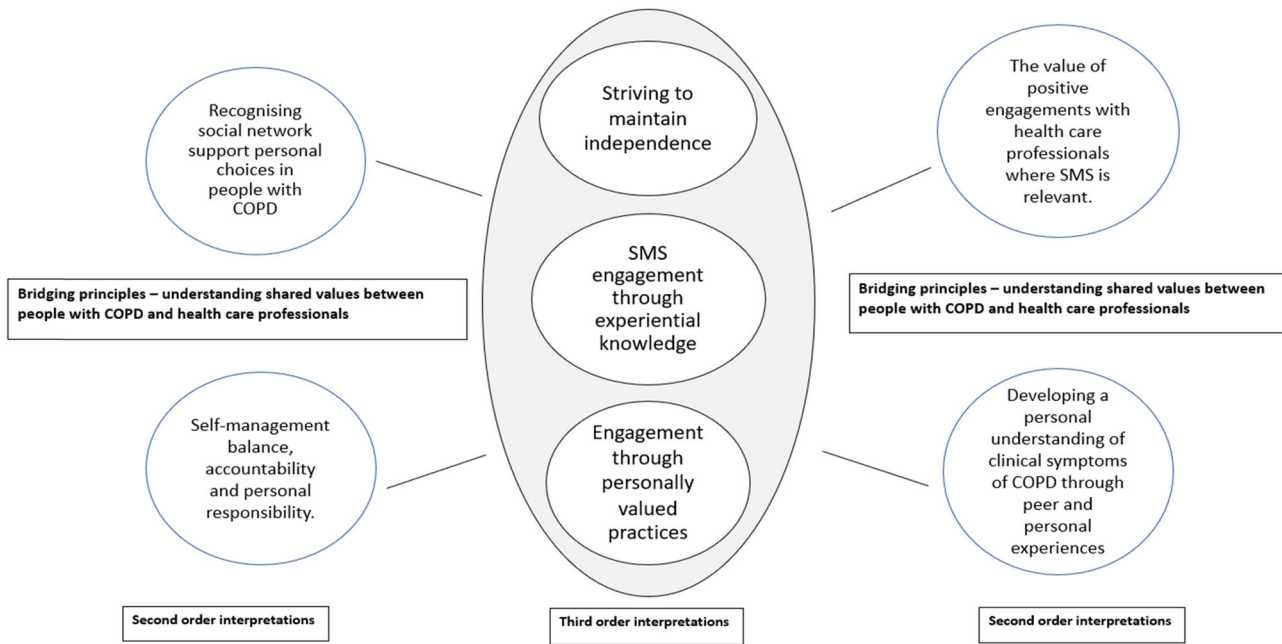 Recognising
social network
support personal
choices in
people with
COPD
Striving to
maintain
independence
The value of
positive
engagements with
health care
professionals
where SMS is
relevant.
Bridging principles – understanding shared values between
people with COPD and health care professionals
SMS
engagement
through
experiential
knowledge
Bridging principles – understanding shared values between
people with COPD and health care professionals
Self-management
balance,
accountability
and personal
responsibility.
Engagement
through
personally
valued
practices
Developing a
personal
understanding of
clinical symptoms
of COPD through
peer and
personal
experiences
Second order interpretations
Third order interpretations
Second order interpretations